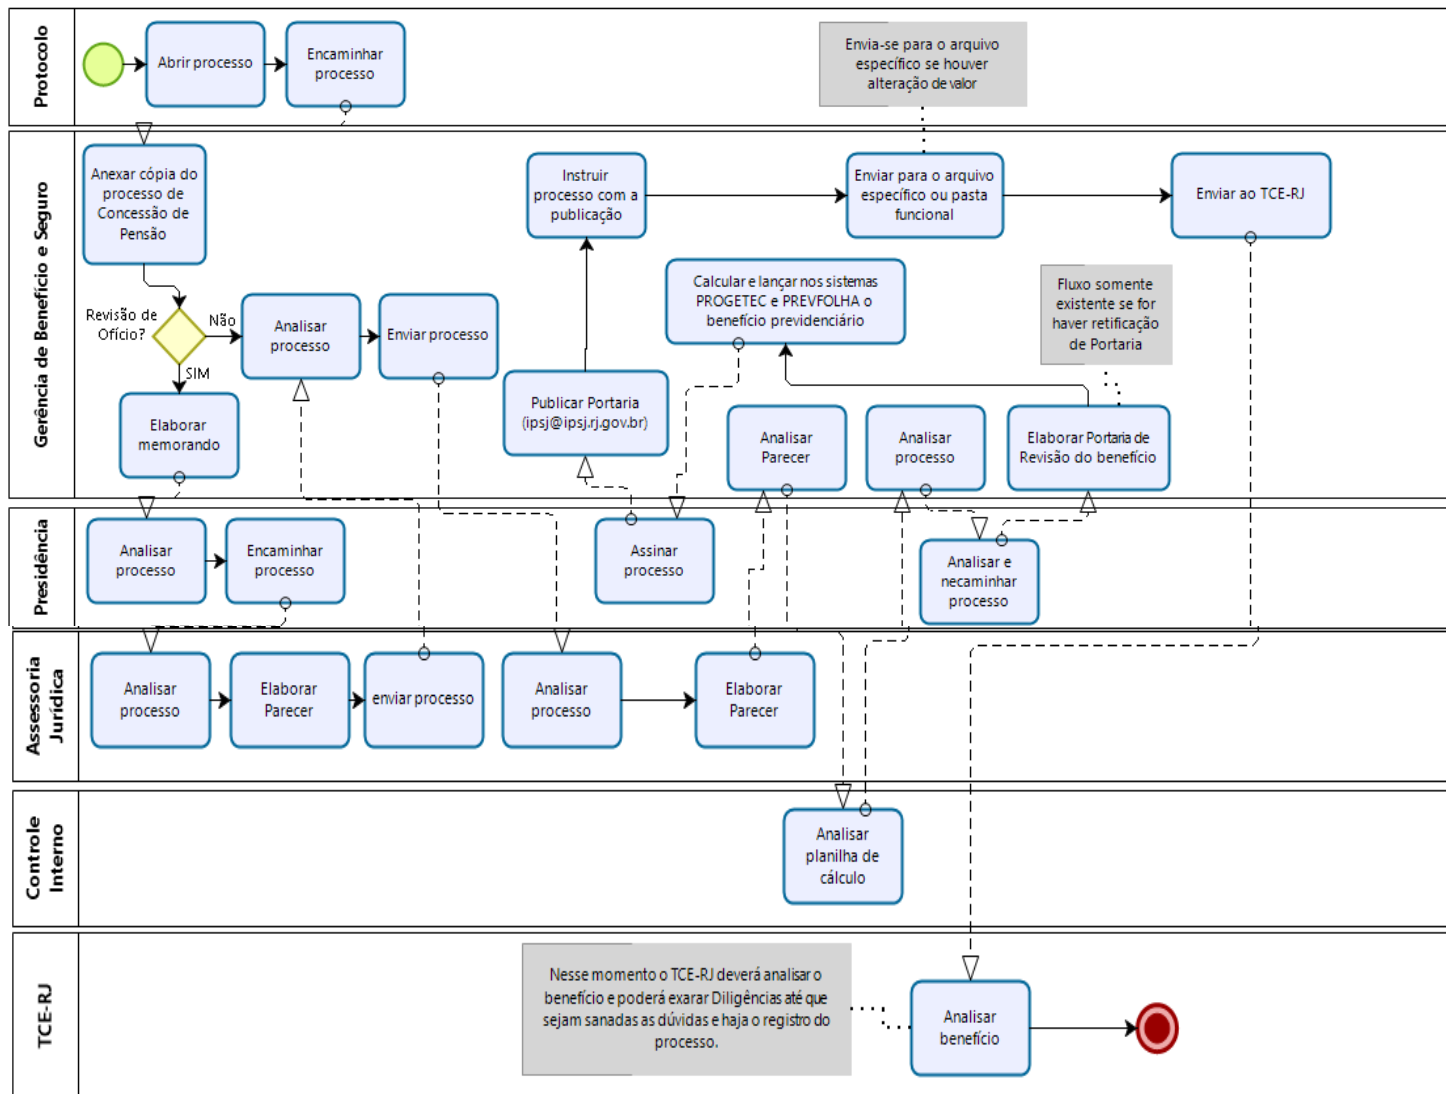 Protocolo
Abrir processo
Encaminhar
processo
Envia-se para o arquivo
específico se houver
alteração de valor
Gerência de Benefício e Seguro
Anexar cópia do
processo de
Concessão de
Pensão
Instruir
processo com a
publicação
Enviar para o arquivo
específico ou pasta
funcional
Enviar ao TCE-RJ
Revisão de
Ofício?
Não
SIM
Analisar
processo
Enviar processo
Calcular e lançar nos sistemas
PROGETEC e PREVFOLHA o
benefício previdenciário
Fluxo somente
existente se for
haver retificação
de Portaria
Elaborar
memorando
Publicar Portaria
(ipsj@ipsj.rj.gov.br)
Analisar
Parecer
Analisar
processo
Elaborar Portaria de
Revisão do benefício
Presidência
Analisar
processo
Encaminhar
processo
Assinar
processo
Analisar e
necaminhar
processo
Assessoria
Jurídica
Analisar
processo
Elaborar
Parecer
enviar processo
Analisar
processo
Elaborar
Parecer
Controle
Interno
Analisar
planilha de
cálculo
TCE-RJ
Nesse momento o TCE-RJ deverá analisar o
benefício e poderá exarar Diligências até que
sejam sanadas as dúvidas e haja o registro do
processo.
Analisar
benefício